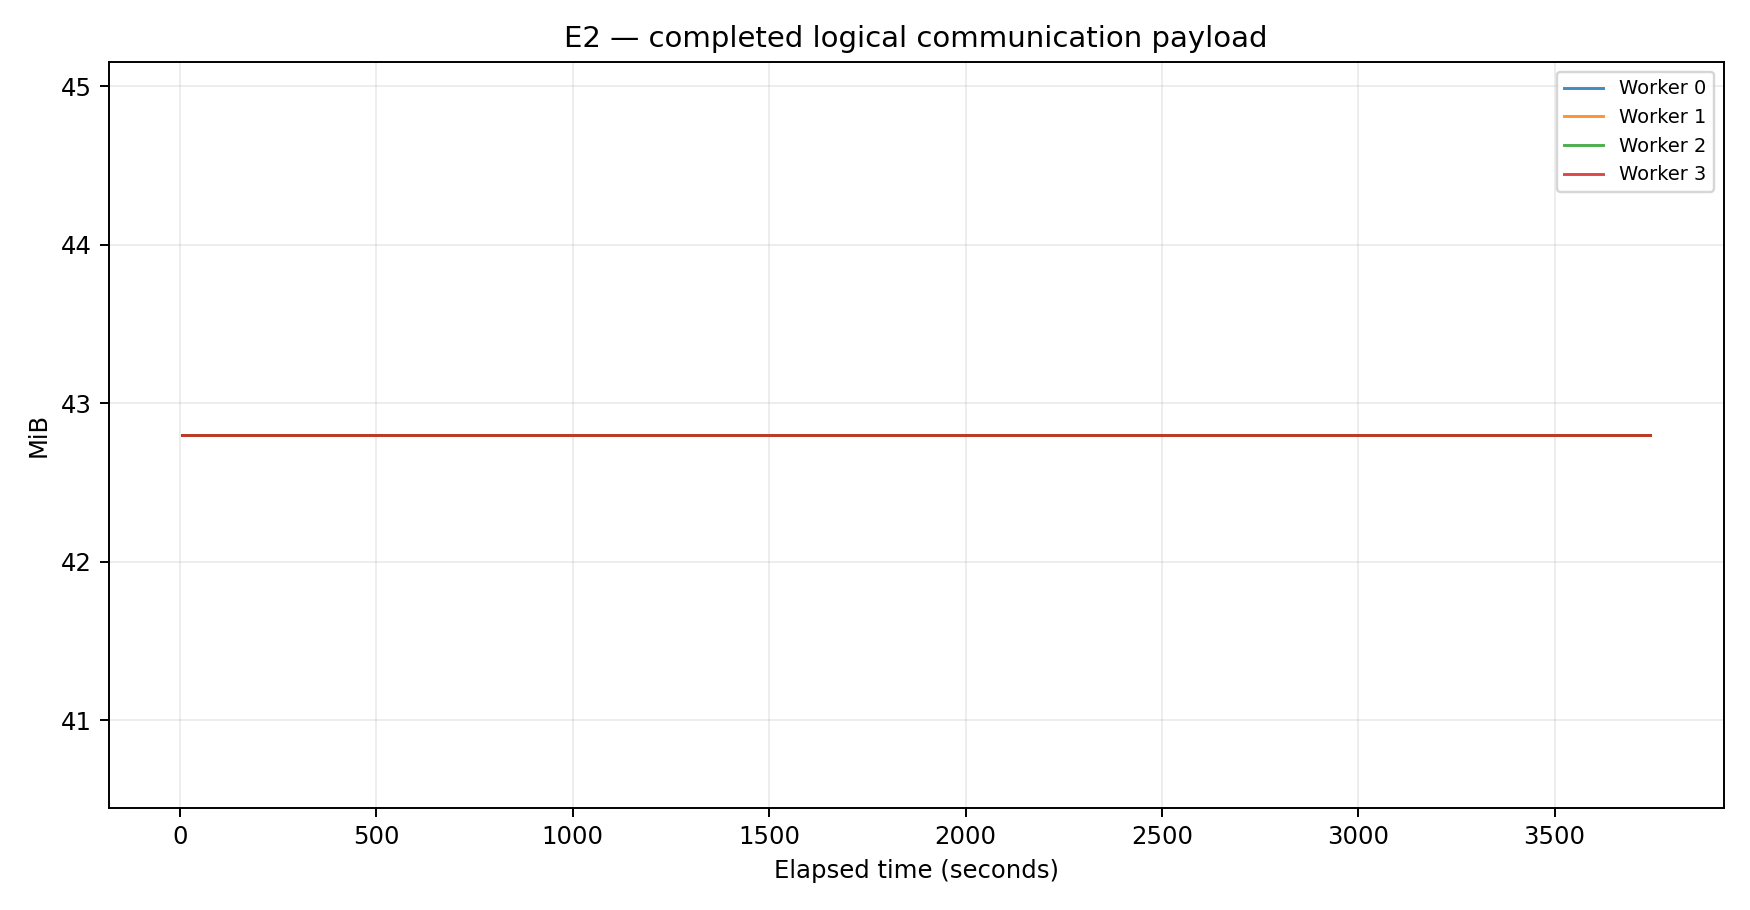 E2 — completed logical communication payload
45
44
43
42
41
MiB
Worker 0
Worker 1
Worker 2
Worker 3
0 500 1000 1500 2000 2500 3000 3500
Elapsed time (seconds)